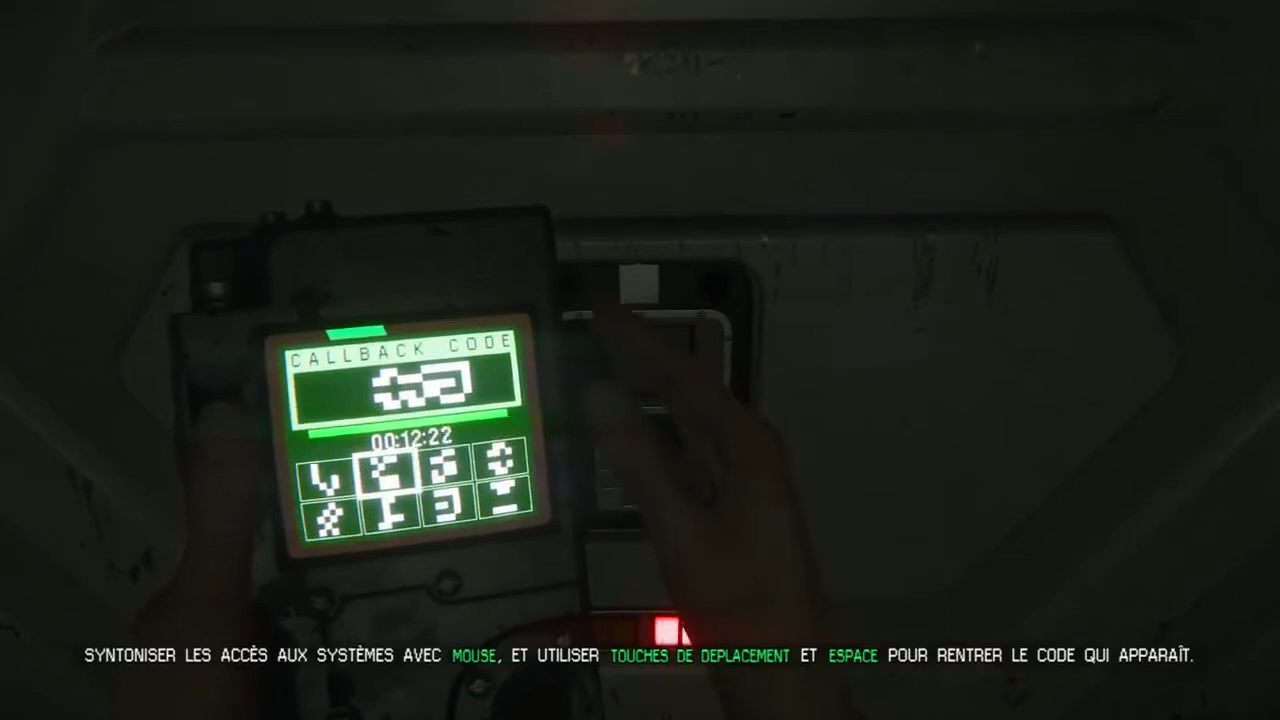 CALLBACK CODE
00:12:22
SYNTONISER LES ACCÈS AUX SYSTÈMES AVEC MOUSE, ET UTILISER TOUCHES DE DEPLACEMENT ET ESPACE POUR RENTRER LE CODE QUI APPARAÎT.